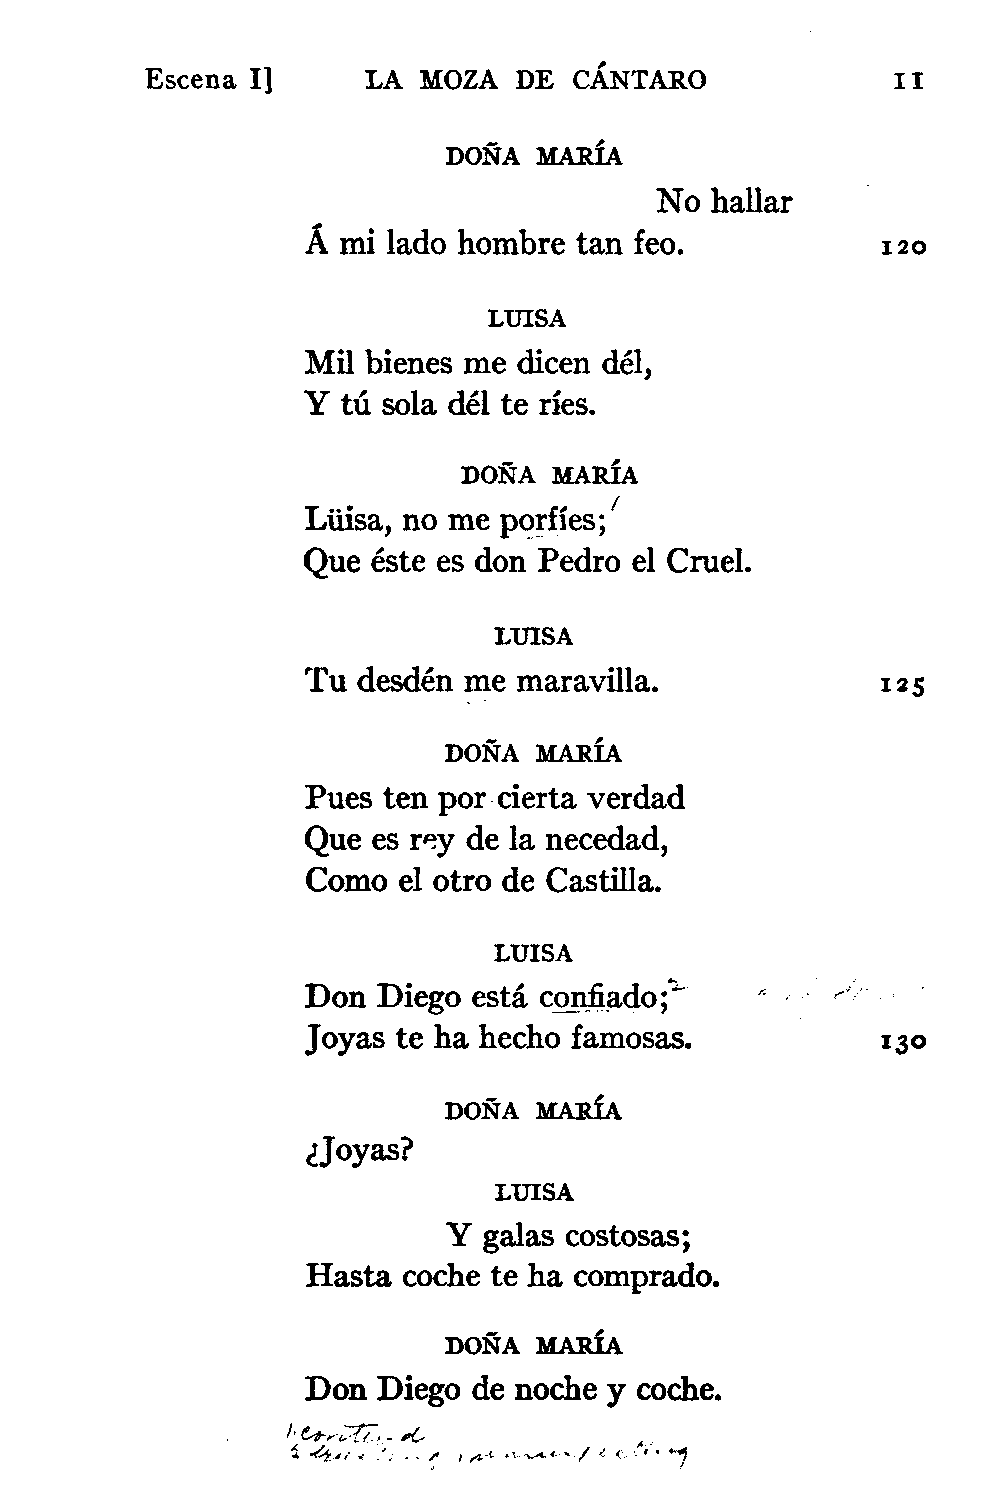 Escena I] LA MOZA DE CÁNTARO 11
DOÑA MARÍA
No hallar
Á mi lado hombre tan feo. 120
LUISA
Mil bienes me dicen dél,
Y tú sola dél te ríes.
DOÑA MARÍA
Lüisa, no me porfíes;
Que éste es don Pedro el Cruel.
LUISA
Tu desdén me maravilla. 125
DOÑA MARÍA
Pues ten por cierta verdad
Que es rey de la necedad,
Como el otro de Castilla.
LUISA
Don Diego está confiado;2
Joyas te ha hecho famosas. 130
DOÑA MARÍA
¿Joyas?
LUISA
Y galas costosas;
Hasta coche te ha comprado.
DOÑA MARÍA
Don Diego de noche y coche.